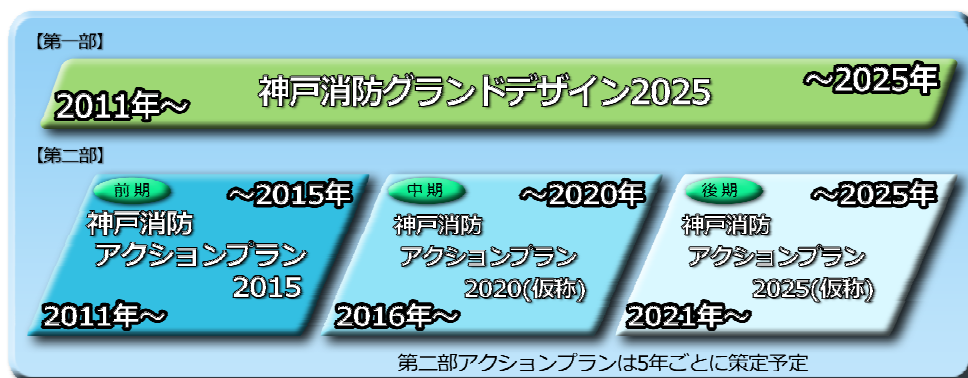 【第一部】
2011年～
神戸消防グランドデザイン2025
～2025年
【第二部】
前期
～2015年
神戸消防
アクションプラン
2015
2011年～
中期
～2020年
神戸消防
アクションプラン
2020(仮称)
2016年～
後期
～2025年
神戸消防
アクションプラン
2025(仮称)
2021年～
第二部アクションプランは5年ごとに策定予定